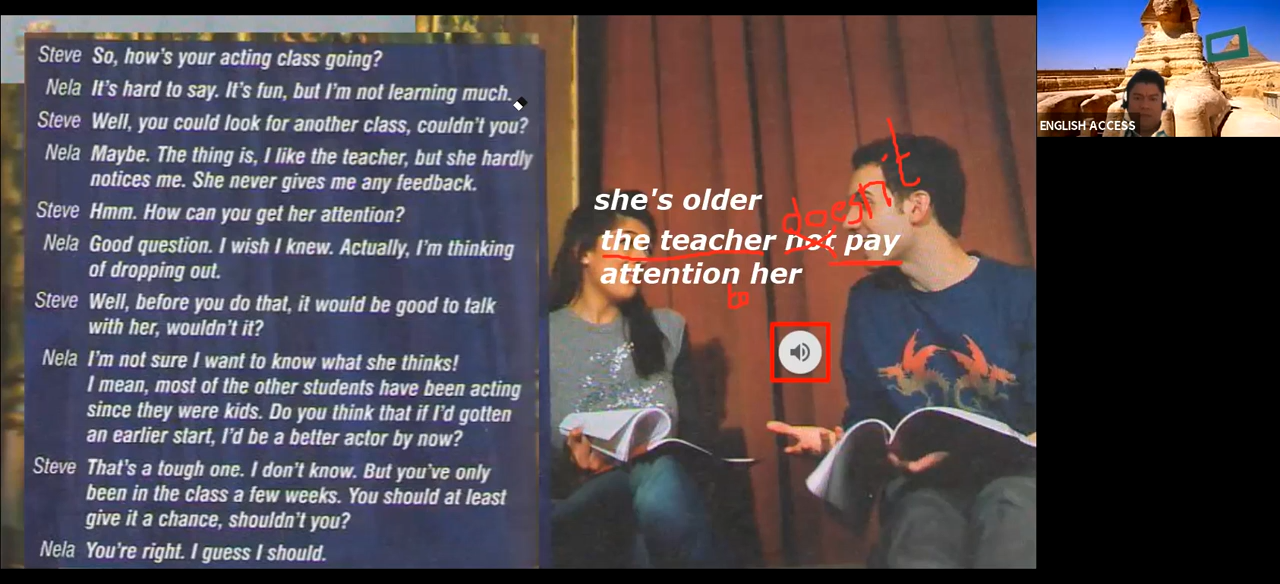 Steve So, how's your acting class going?
Nela It's hard to say. It's fun, but I'm not learning much.
Steve Well, you could look for another class, couldn't you?
Nela Maybe. The thing is, I like the teacher, but she hardly
notices me. She never gives me any feedback.
Steve Hmm. How can you get her attention?
Nela Good question. I wish I knew. Actually, I'm thinking
of dropping out.
Steve Well, before you do that, it would be good to talk
with her, wouldn't it?
Nela I'm not sure I want to know what she thinks!
I mean, most of the other students have been acting
since they were kids. Do you think that if I'd gotten
an earlier start, I'd be a better actor by now?
Steve That's a tough one. I don't know. But you've only
been in the class a few weeks. You should at least
give it a chance, shouldn't you?
Nela You're right. I guess I should.
she's older
doesn't
the teacher not pay
attention her
to
ENGLISH ACCESS